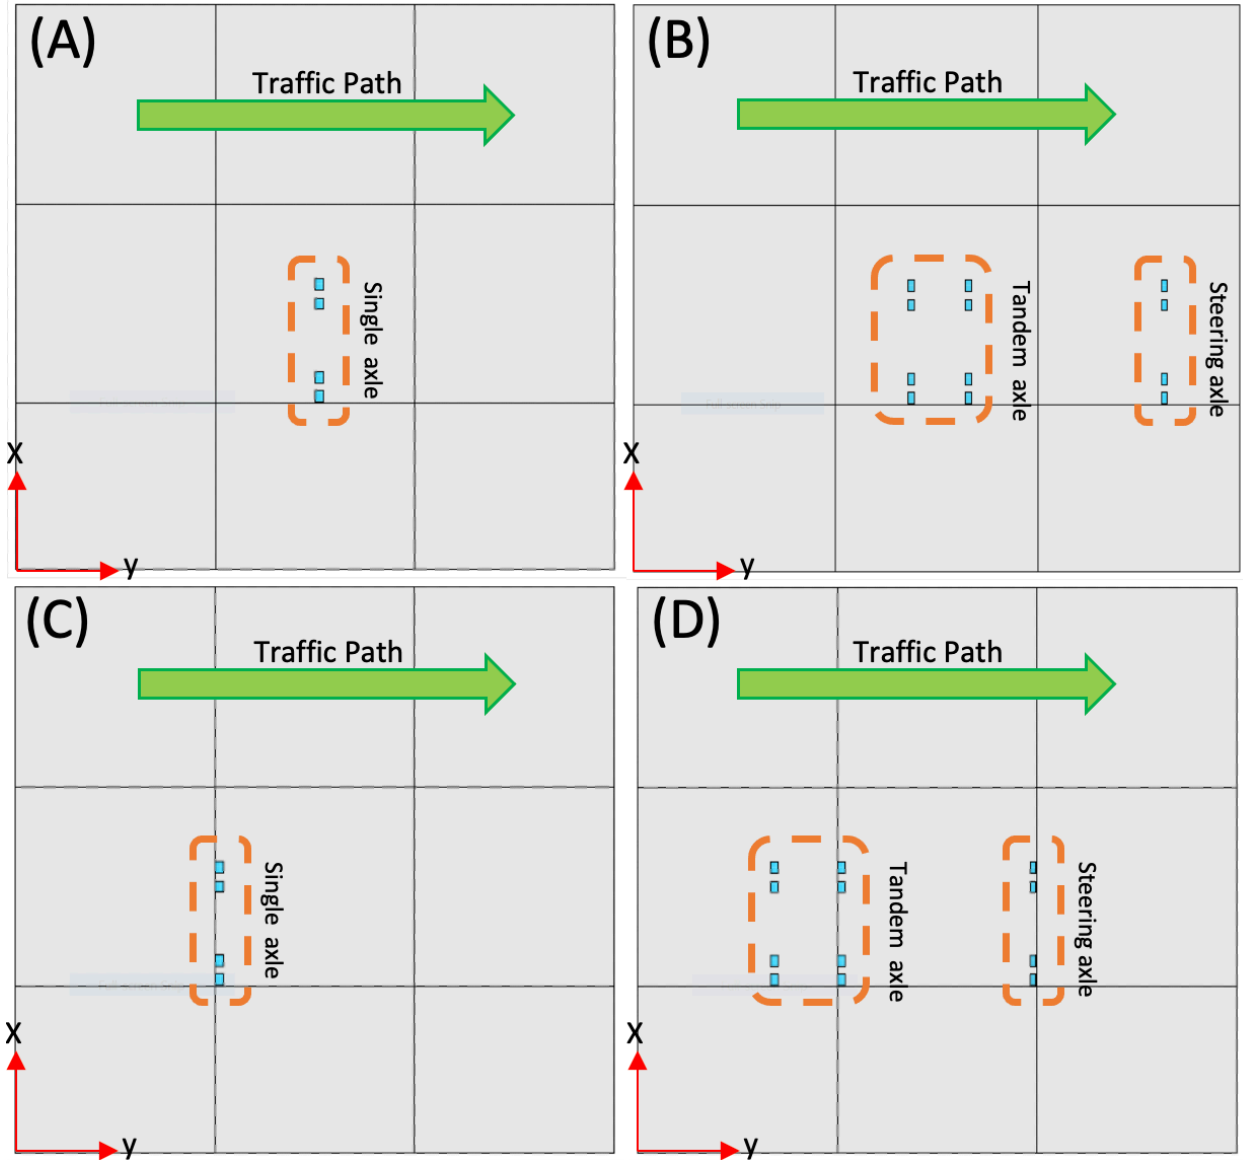 (A)
Traffic Path
Single axle
X
y
(B)
Traffic Path
Tandem axle
Steering axle
X
y
(C)
Traffic Path
Single axle
X
y
(D)
Traffic Path
Tandem axle
Steering axle
X
y